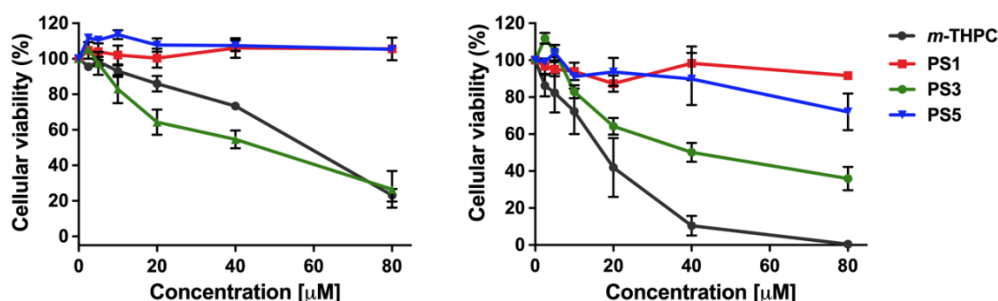 Cellular viability (%)
120
100
80
60
40
20
0
0 20 40 60 80
Concentration [μM]
Cellular viability (%)
120
100
80
60
40
20
0
0 20 40 60 80
Concentration [μM]
m-THPC
PS1
PS3
PS5